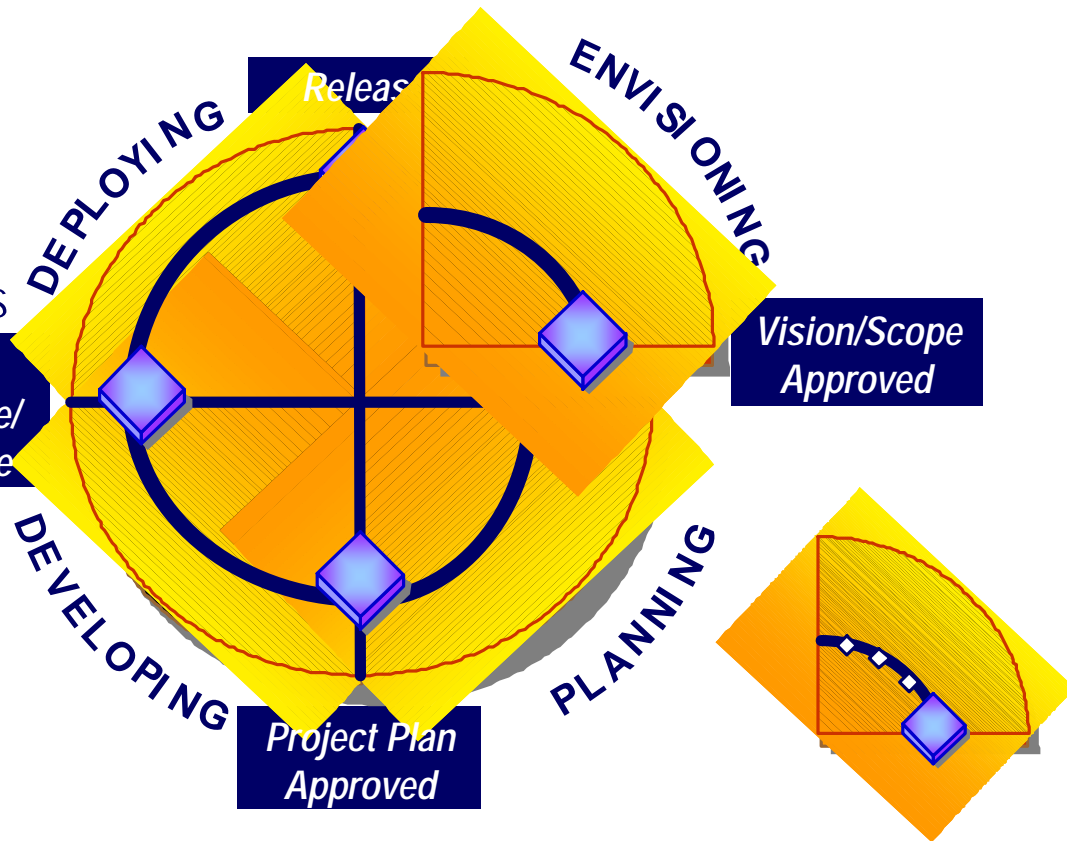 ENVISIONING
Releas
DEPLOYING
S
Vision/Scope
Approved
e/
e
DEVELOPING
PLANNING
Project Plan
Approved